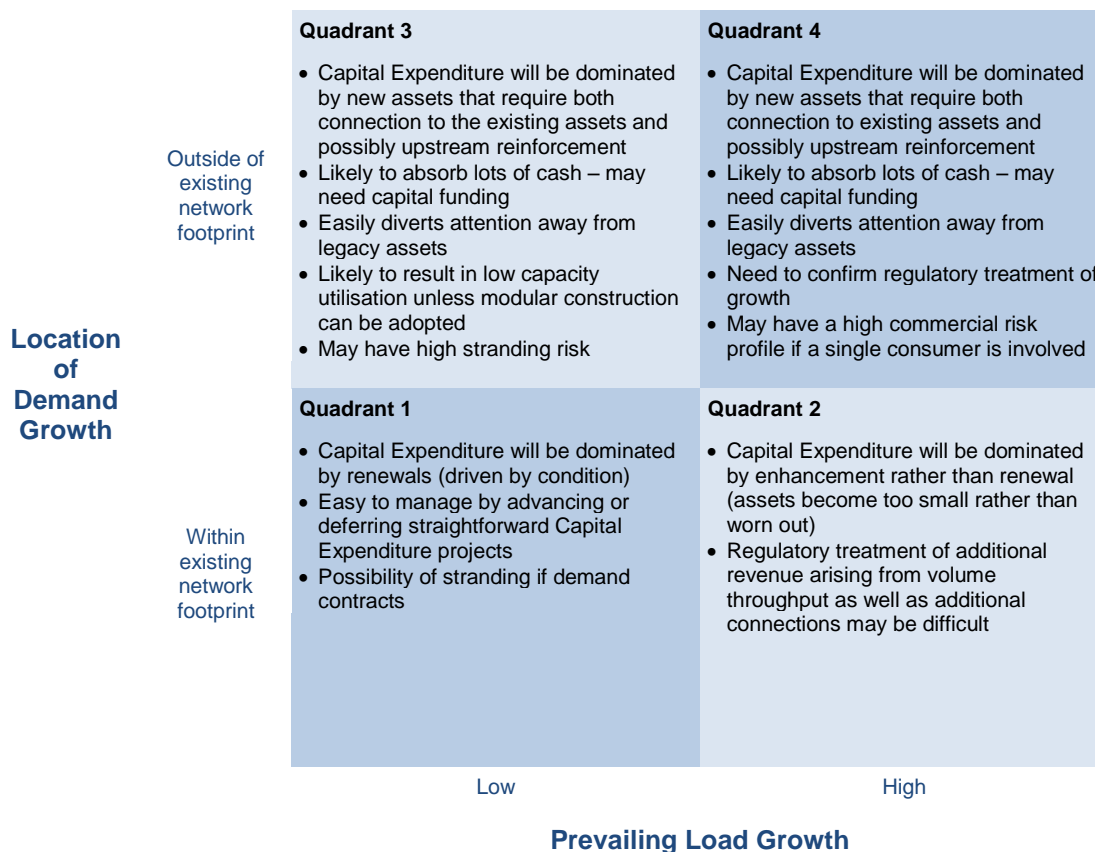 Quadrant 3
• Capital Expenditure will be dominated
by new assets that require both
connection to the existing assets and
possibly upstream reinforcement
• Likely to absorb lots of cash – may
need capital funding
• Easily diverts attention away from
legacy assets
• Likely to result in low capacity
utilisation unless modular construction
can be adopted
• May have high stranding risk
Quadrant 4
• Capital Expenditure will be dominated
by new assets that require both
connection to existing assets and
possibly upstream reinforcement
• Likely to absorb lots of cash – may
need capital funding
• Easily diverts attention away from
legacy assets
• Need to confirm regulatory treatment of
growth
• May have a high commercial risk
profile if a single consumer is involved
Outside of
existing
network
footprint
Location
of
Demand
Growth
Within
existing
network
footprint
Quadrant 1
• Capital Expenditure will be dominated
by renewals (driven by condition)
• Easy to manage by advancing or
deferring straightforward Capital
Expenditure projects
• Possibility of stranding if demand
contracts
Quadrant 2
• Capital Expenditure will be dominated
by enhancement rather than renewal
(assets become too small rather than
worn out)
• Regulatory treatment of additional
revenue arising from volume
throughput as well as additional
connections may be difficult
Low
High
Prevailing Load Growth